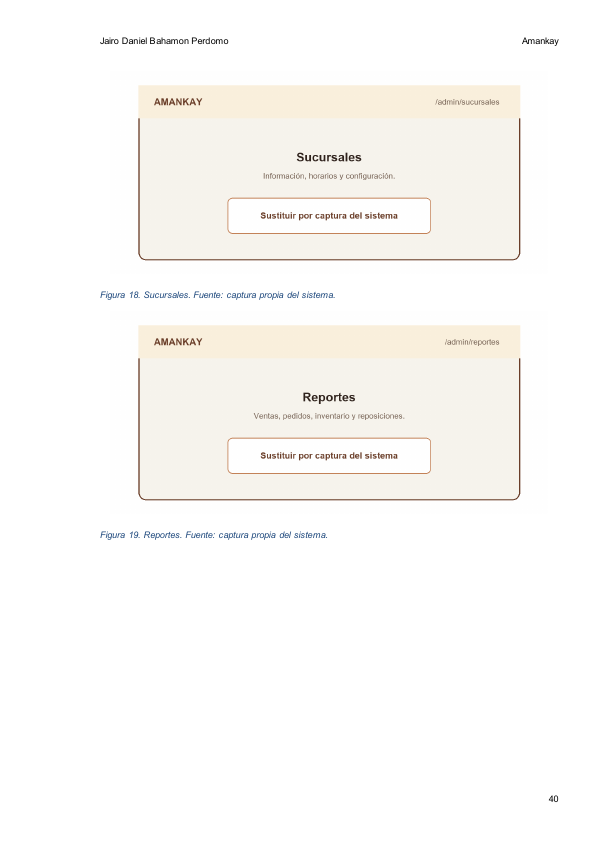 Jairo Daniel Bahamon Perdomo Amankay
AMANKAY /admin/sucursales
Sucursales
Información, horarios y configuración.
Sustituir por captura del sistema
Figura 18. Sucursales. Fuente: captura propia del sistema.
AMANKAY /admin/reportes
Reportes
Ventas, pedidos, inventario y reposiciones.
Sustituir por captura del sistema
Figura 19. Reportes. Fuente: captura propia del sistema.
40